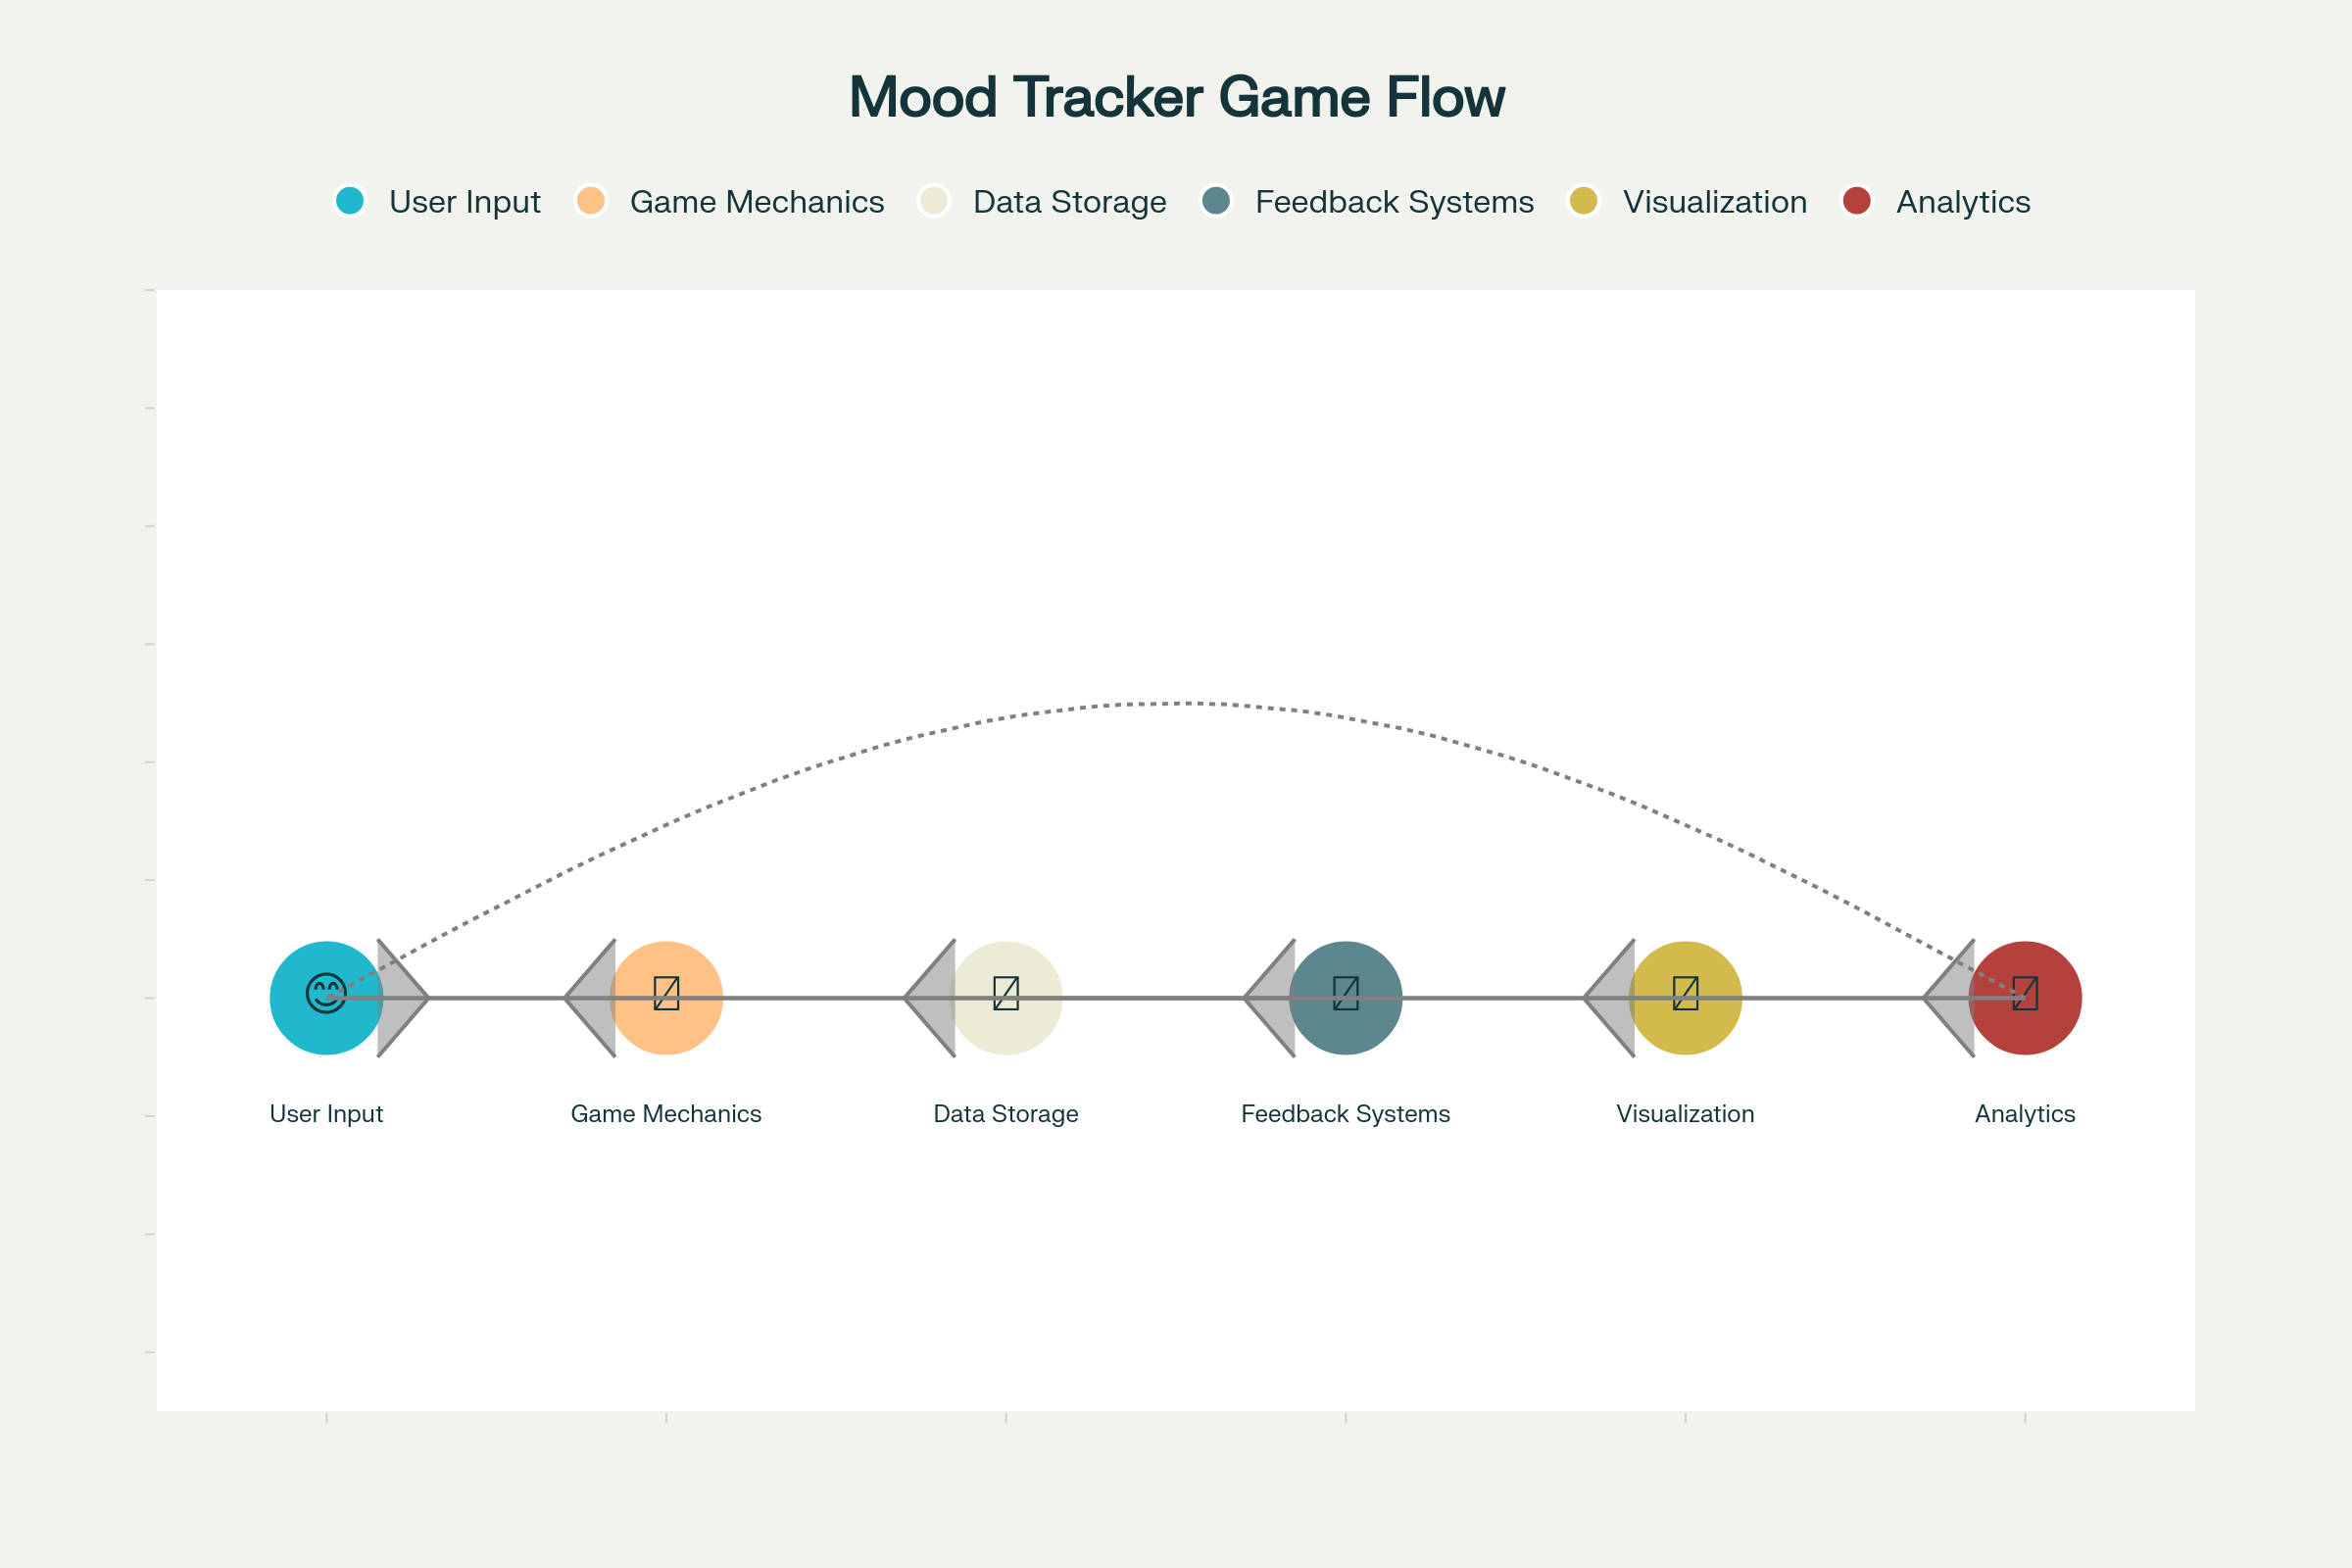 Mood Tracker Game Flow
User Input Game Mechanics Data Storage Feedback Systems Visualization Analytics
User Input Game Mechanics Data Storage Feedback Systems Visualization Analytics